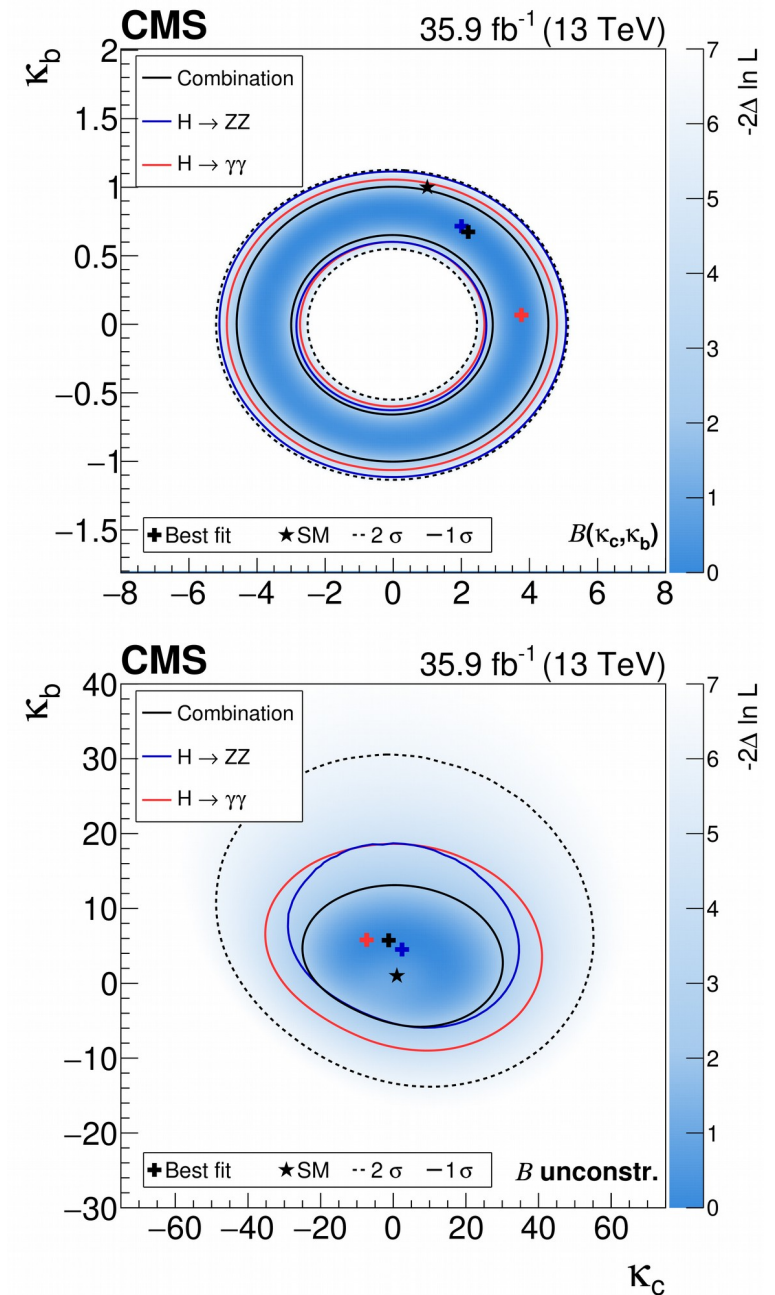 CMS 35.9 fb⁻¹ (13 TeV)
κb
2
1.5
1
0.5
0
−0.5
−1
−1.5
Combination
H → ZZ
H → γγ
Best fit ★SM -- 2 σ − 1 σ
B(κc,κb)
−8 −6 −4 −2 0 2 4 6 8
7
6
5
4
3
2
1
0
-2Δ ln L
CMS 35.9 fb⁻¹ (13 TeV)
κb
40
30
20
10
0
−10
−20
−30
Combination
H → ZZ
H → γγ
Best fit ★SM -- 2 σ − 1 σ
B unconstr.
−60 −40 −20 0 20 40 60
κc
7
6
5
4
3
2
1
0
-2Δ ln L